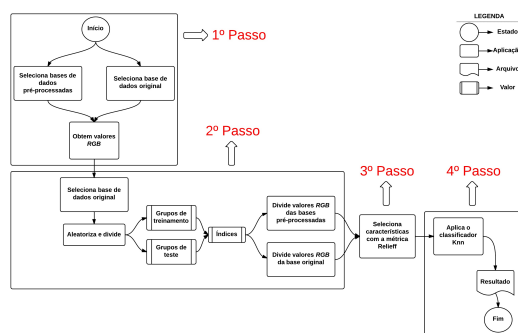 LEGENDA
Estado
Aplicaçã
Arquivo
Valor
1º Passo
Início
Seleciona bases de
dados
pré-processadas
Seleciona base de
dados original
Obtem valores
RGB
2º Passo
Seleciona base de
dados original
Aleatoriza e divide
Grupos de
treinamento
Grupos de
teste
Índices
Divide valores RGB
das bases
pré-processadas
Divide valores RGB
da base original
3º Passo
Seleciona
características
com a métrica
Relieff
4º Passo
Aplica o
classificador
Knn
Resultado
Fim